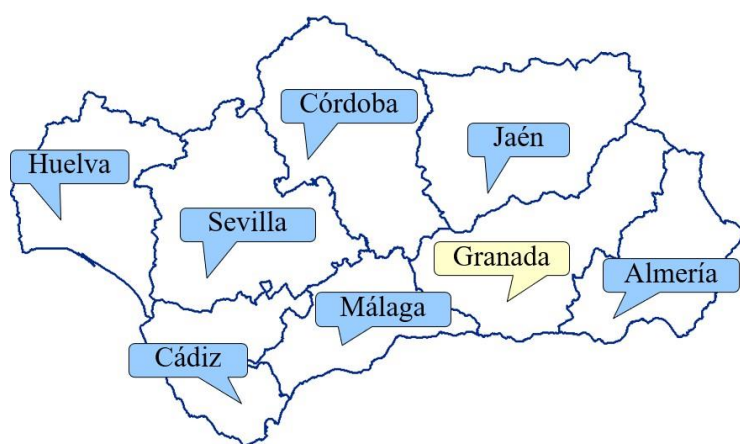 Córdoba
Jaén
Huelva
Sevilla
Granada
Almería
Málaga
Cádiz